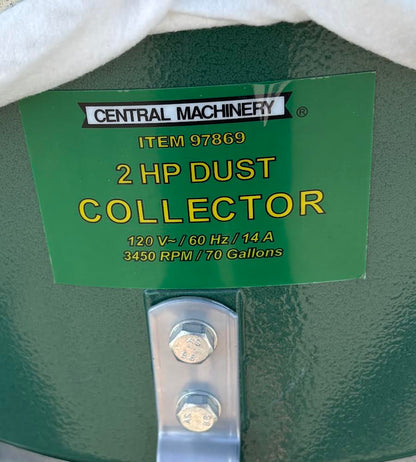 CENTRAL MACHINERY ®
ITEM 97869
2 HP DUST
COLLECTOR
120 V~ / 60 Hz / 14 A
3450 RPM / 70 Gallons